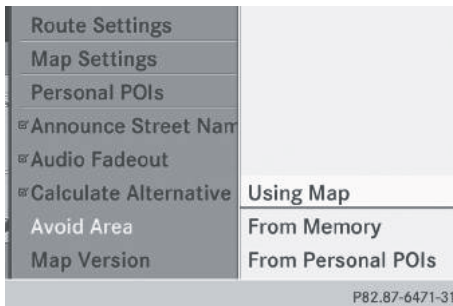 Route Settings
Map Settings
Personal POIs
Announce Street Nam
Audio Fadeout
Calculate Alternative
Avoid Area
Map Version
Using Map
From Memory
From Personal POIs
P82.87-6471-31